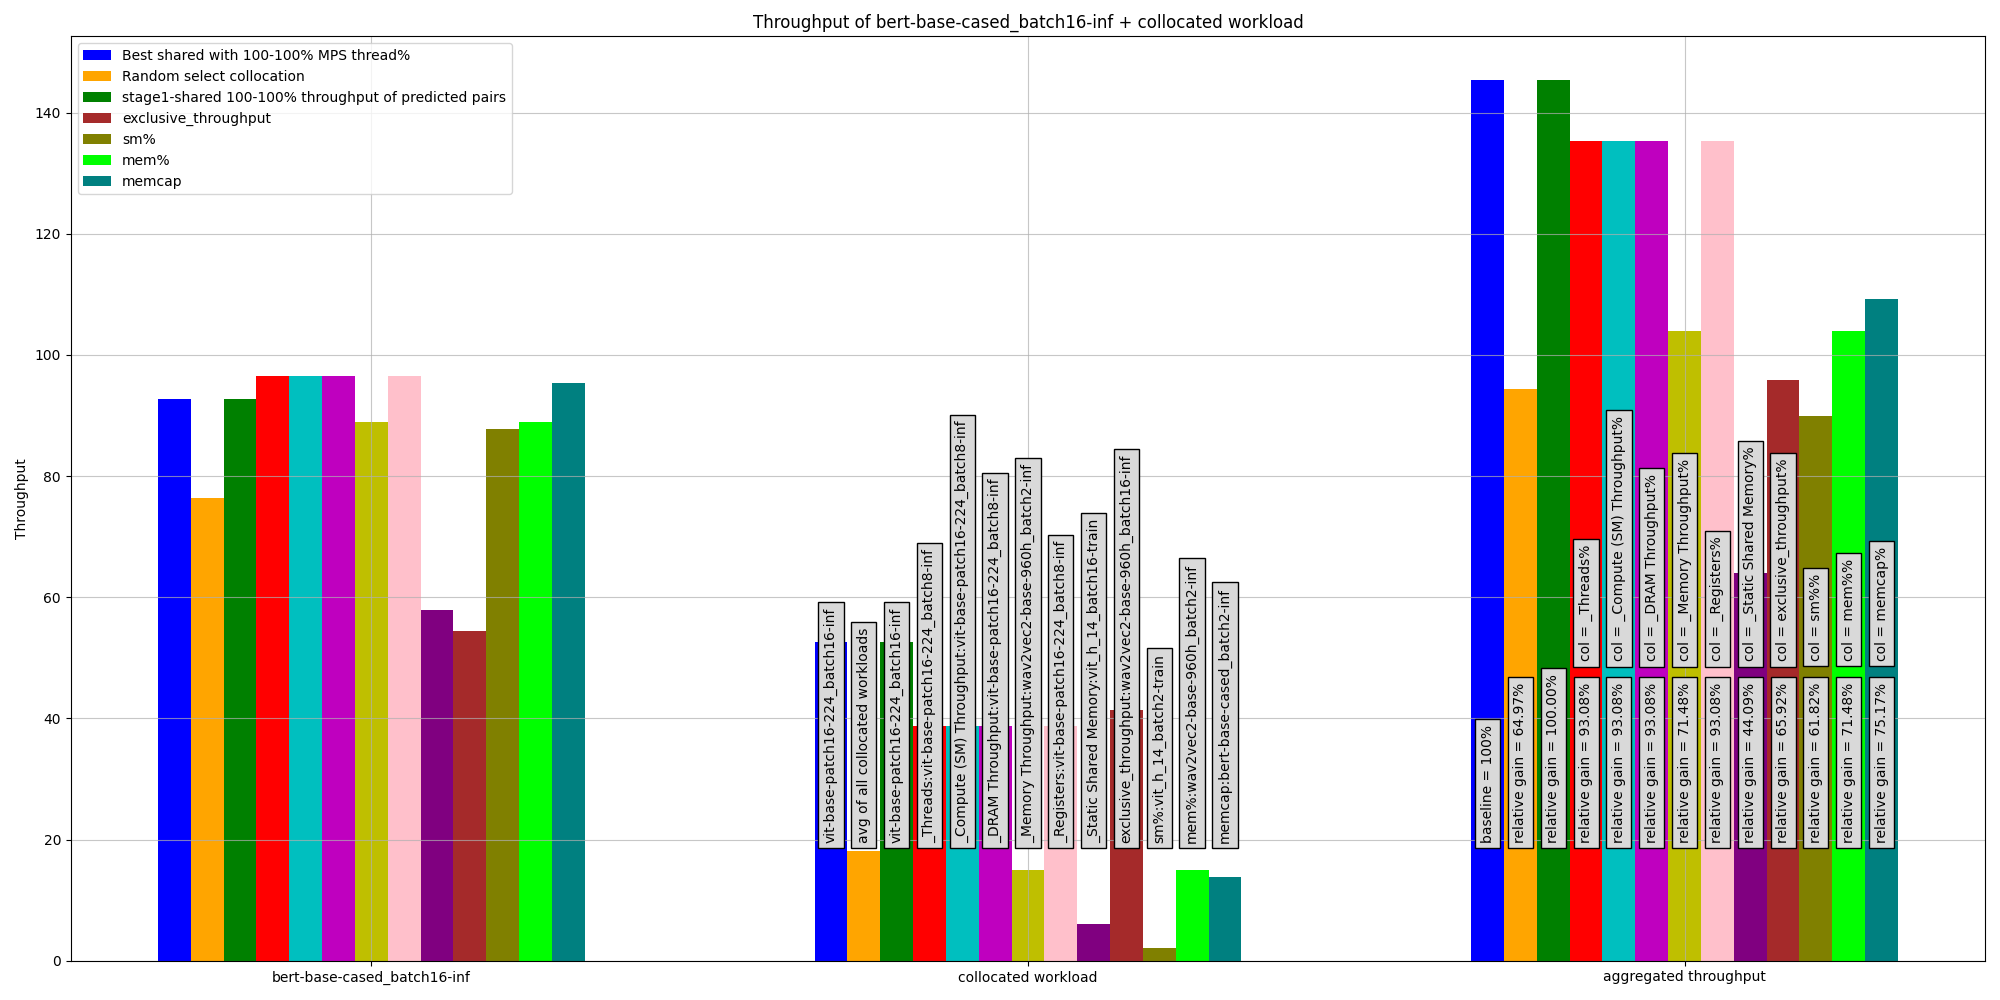 Throughput of bert-base-cased_batch16-inf + collocated workload
Best shared with 100-100% MPS thread%
Random select collocation
stage1-shared 100-100% throughput of predicted pairs
exclusive_throughput
sm%
mem%
memcap
Throughput
140
120
100
80
60
40
20
0
vit-base-patch16-224_batch16-inf
avg of all collocated workloads
vit-base-patch16-224_batch16-inf
_Threads:vit-base-patch16-224_batch8-inf
_Compute (SM) Throughput:vit-base-patch16-224_batch8-inf
_DRAM Throughput:vit-base-patch16-224_batch8-inf
_Memory Throughput:wav2vec2-base-960h_batch2-inf
_Registers:vit-base-patch16-224_batch8-inf
_Static Shared Memory:vit_h_14_batch16-train
exclusive_throughput:wav2vec2-base-960h_batch16-inf
sm%:vit_h_14_batch2-train
mem%:wav2vec2-base-960h_batch2-inf
memcap:bert-base-cased_batch2-inf
col = _Threads%
col = _Compute (SM) Throughput%
col = _DRAM Throughput%
col = _Memory Throughput%
col = _Registers%
col = _Static Shared Memory%
col = exclusive_throughput%
col = sm%%
col = mem%%
col = memcap%
baseline = 100%
relative gain = 64.97%
relative gain = 100.00%
relative gain = 93.08%
relative gain = 93.08%
relative gain = 93.08%
relative gain = 71.48%
relative gain = 93.08%
relative gain = 44.09%
relative gain = 65.92%
relative gain = 61.82%
relative gain = 71.48%
relative gain = 75.17%
bert-base-cased_batch16-inf
collocated workload
aggregated throughput